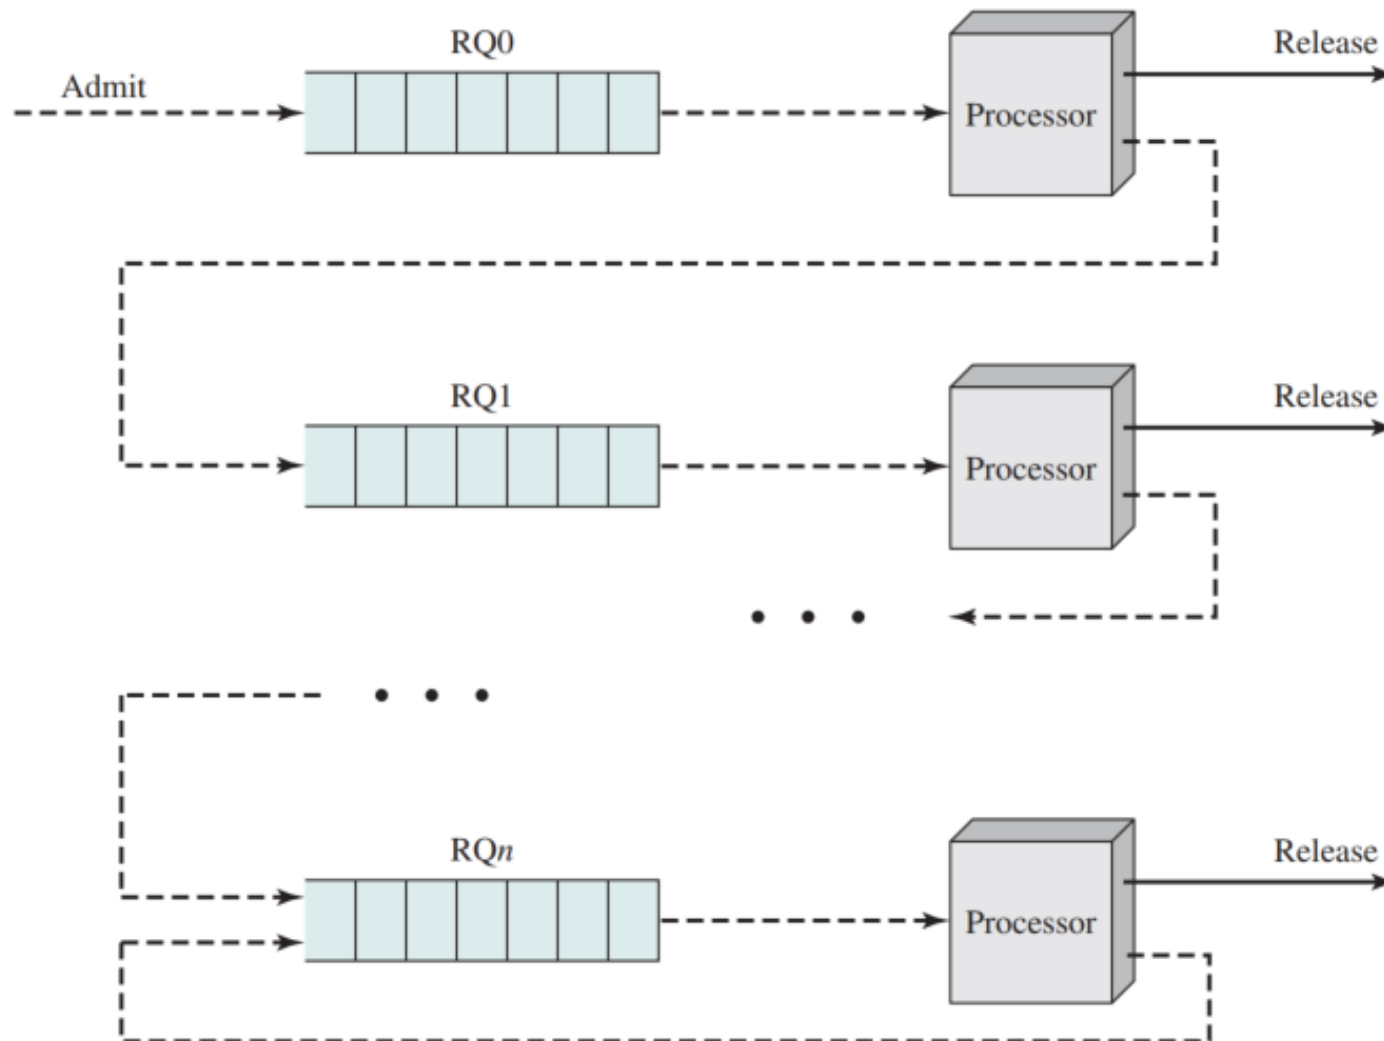 RQ0
Release
Admit
Processor
RQ1
Release
Processor
RQn
Release
Processor